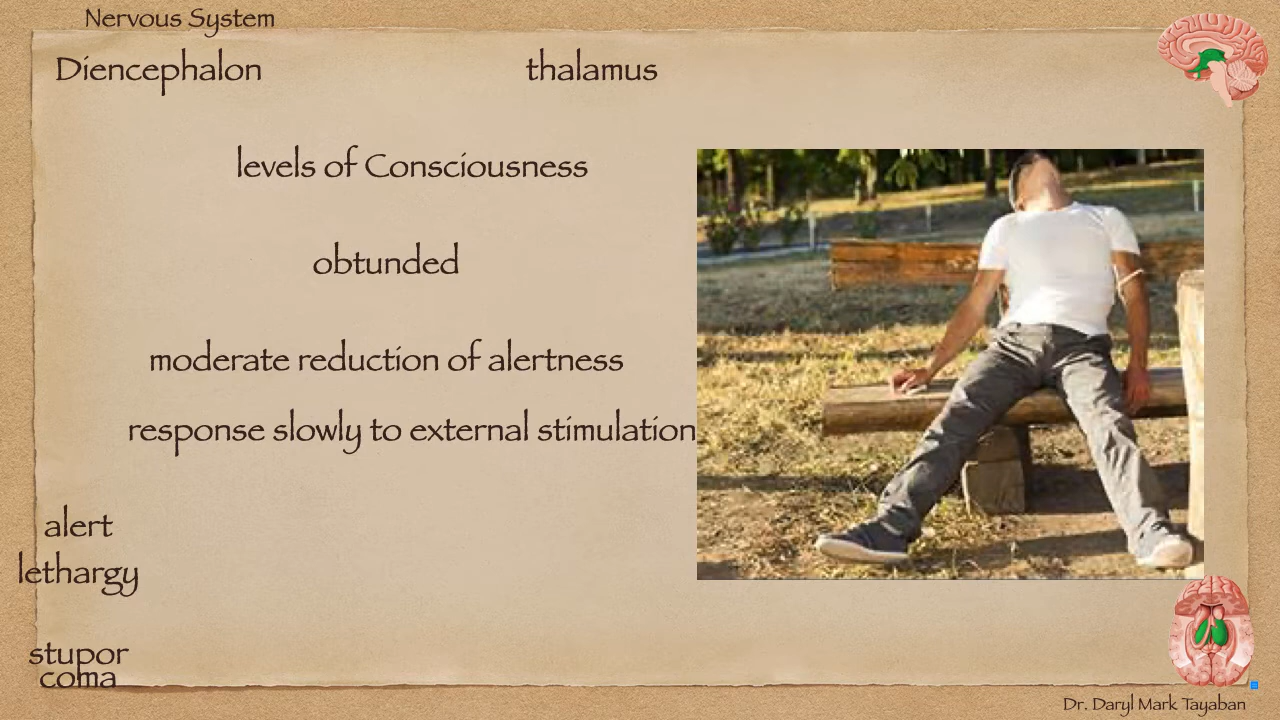 Nervous System
Diencephalon
thalamus
levels of Consciousness
obtunded
moderate reduction of alertness
response slowly to external stimulation
alert
lethargy
stupor
coma
Dr. Daryl Mark Tayaban